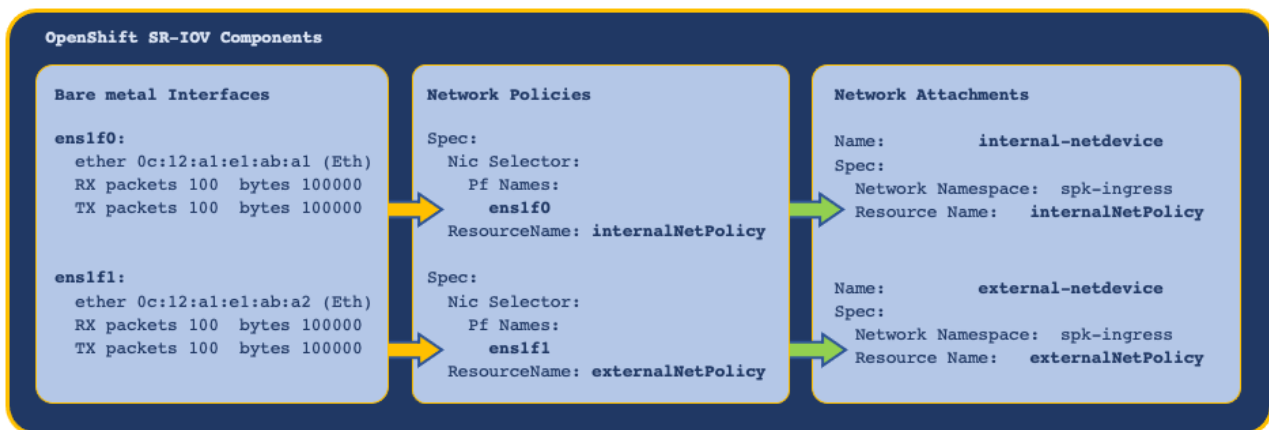 OpenShift SR-IOV Components
Bare metal Interfaces
ens1f0:
ether 0c:12:a1:e1:ab:a1 (Eth)
RX packets 100 bytes 100000
TX packets 100 bytes 100000
ens1f1:
ether 0c:12:a1:e1:ab:a2 (Eth)
RX packets 100 bytes 100000
TX packets 100 bytes 100000
Network Policies
Spec:
Nic Selector:
Pf Names:
ens1f0
ResourceName: internalNetPolicy
Spec:
Nic Selector:
Pf Names:
ens1f1
ResourceName: externalNetPolicy
Network Attachments
Name: internal-netdevice
Spec:
Network Namespace: spk-ingress
Resource Name: internalNetPolicy
Name: external-netdevice
Spec:
Network Namespace: spk-ingress
Resource Name: externalNetPolicy